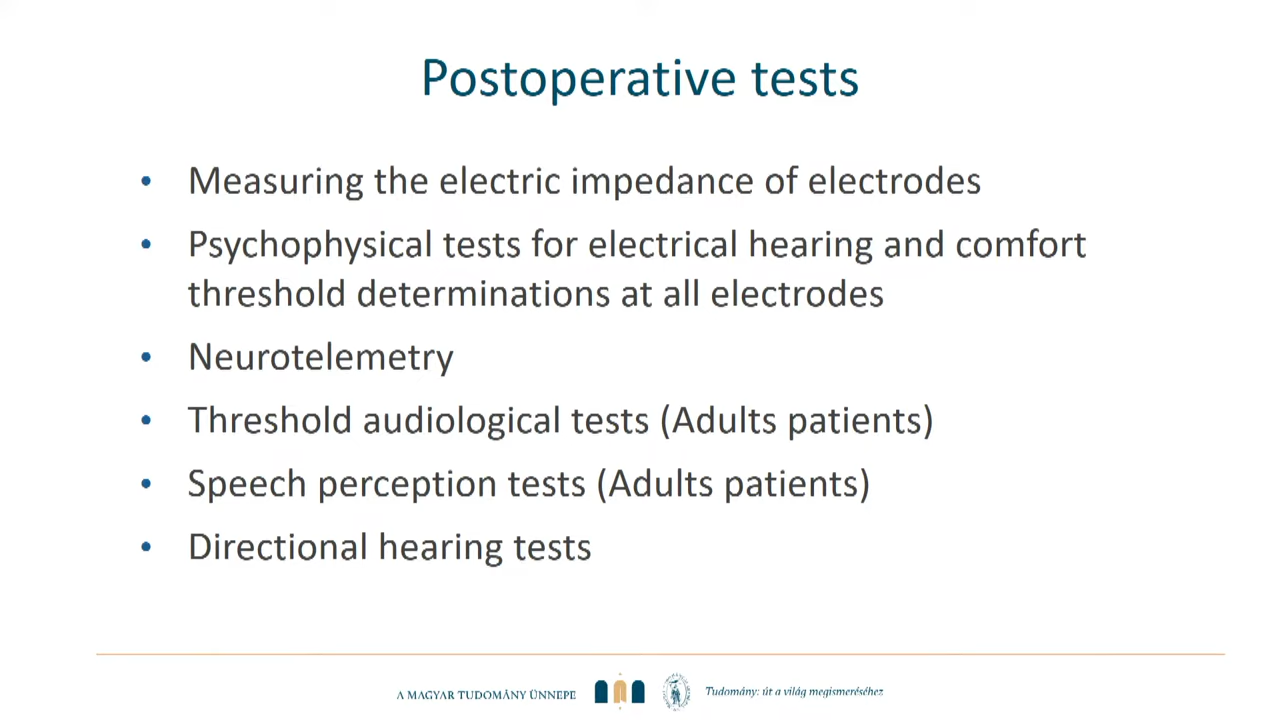 Postoperative tests
• Measuring the electric impedance of electrodes
• Psychophysical tests for electrical hearing and comfort
threshold determinations at all electrodes
• Neurotelemetry
• Threshold audiological tests (Adults patients)
• Speech perception tests (Adults patients)
• Directional hearing tests
A MAGYAR TUDOMÁNY ÜNNEPE
Tudomány: út a világ megismeréséhez